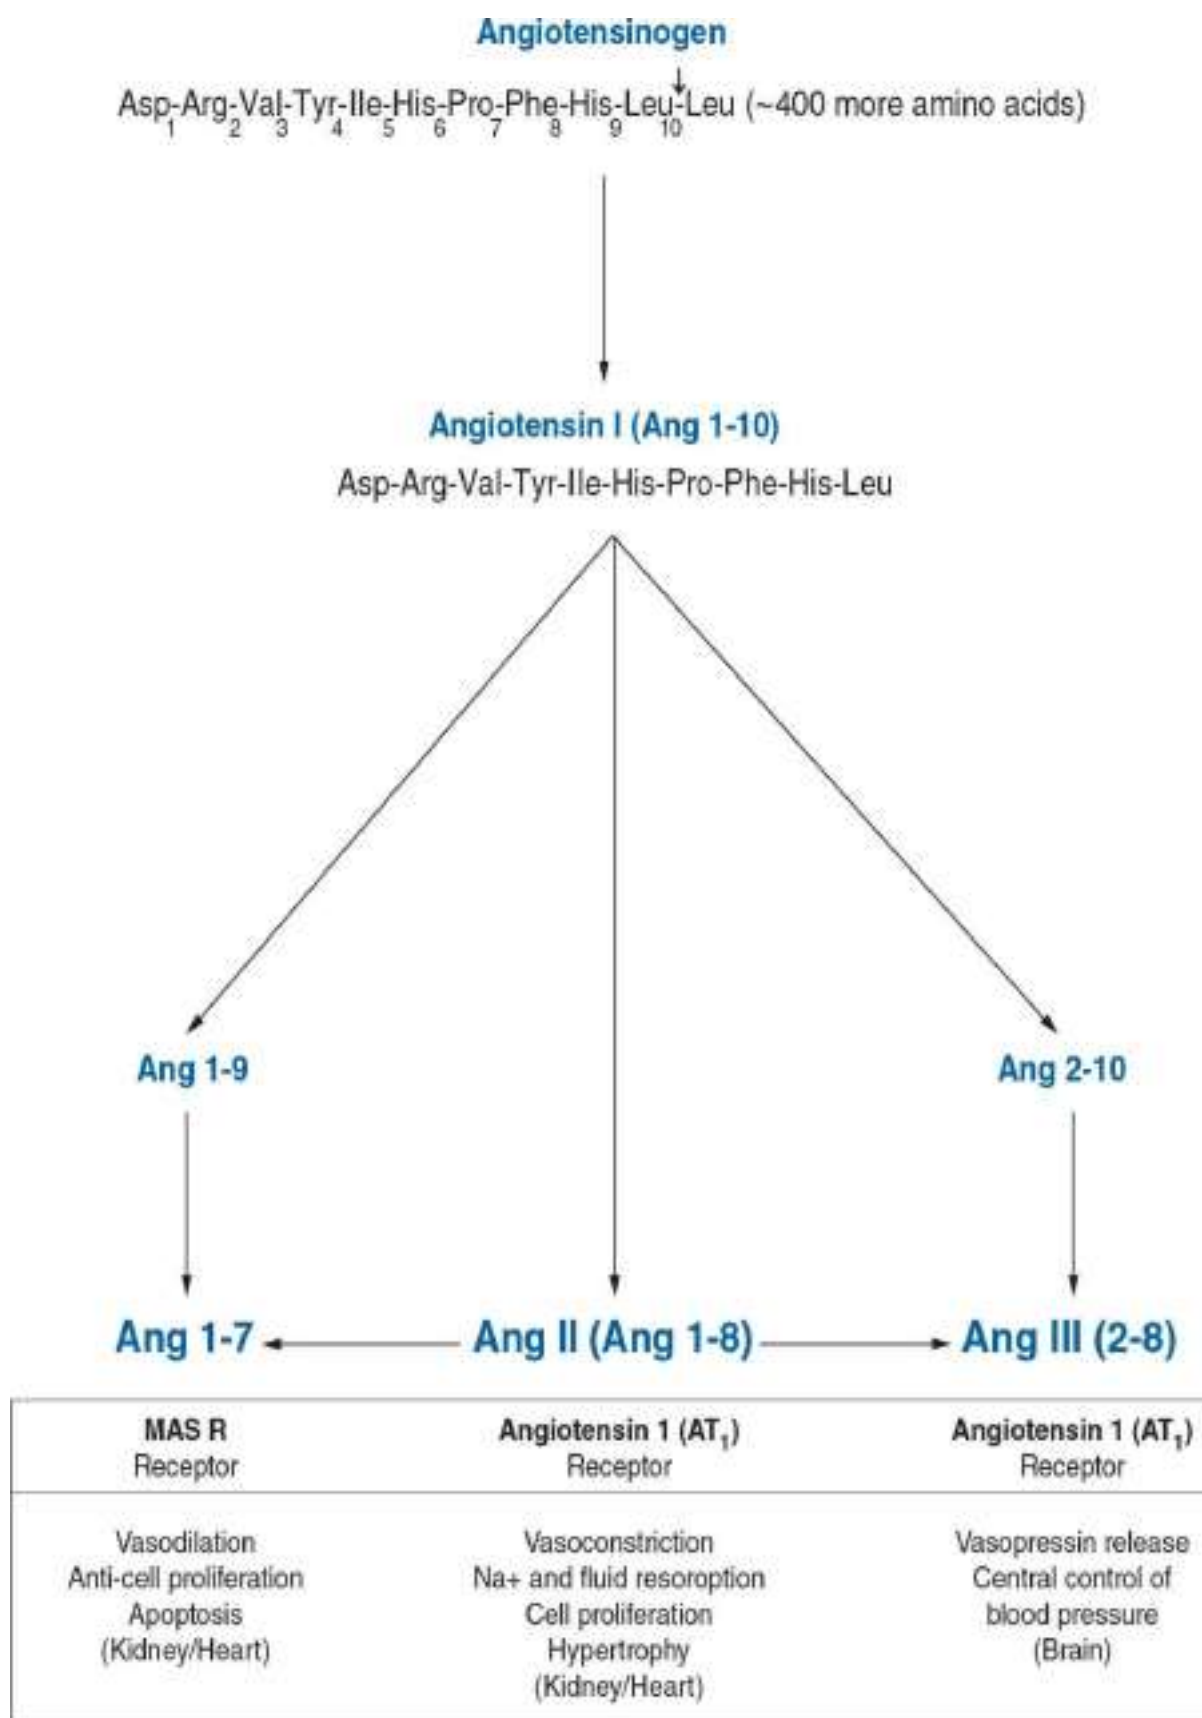 Angiotensinogen
Asp-Arg-Val-Tyr-Ile-His-Pro-Phe-His-Leu-Leu (~400 more amino acids)
1 2 3 4 5 6 7 8 9 10
Angiotensin I (Ang 1-10)
Asp-Arg-Val-Tyr-Ile-His-Pro-Phe-His-Leu
Ang 1-9
Ang 2-10
Ang 1-7
Ang II (Ang 1-8)
Ang III (2-8)
MAS R
Receptor
Angiotensin 1 (AT₁)
Receptor
Angiotensin 1 (AT₁)
Receptor
Vasodilation
Anti-cell proliferation
Apoptosis
(Kidney/Heart)
Vasoconstriction
Na+ and fluid resoroption
Cell proliferation
Hypertrophy
(Kidney/Heart)
Vasopressin release
Central control of
blood pressure
(Brain)